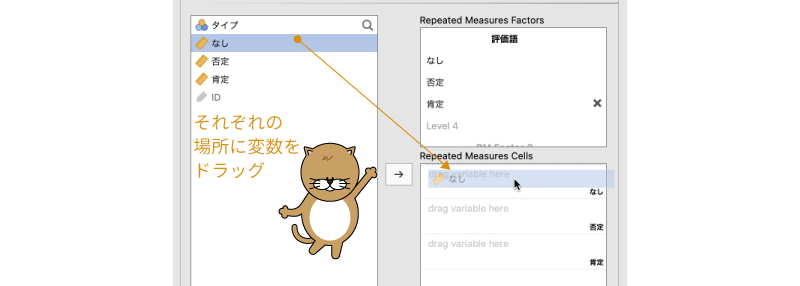 タイプ
なし
否定
肯定
ID
それぞれの
場所に変数を
ドラッグ
Repeated Measures Factors
評価語
なし
否定
肯定
Level 4
Repeated Measures Cells
drag variable here
なし
なし
drag variable here
否定
drag variable here
肯定